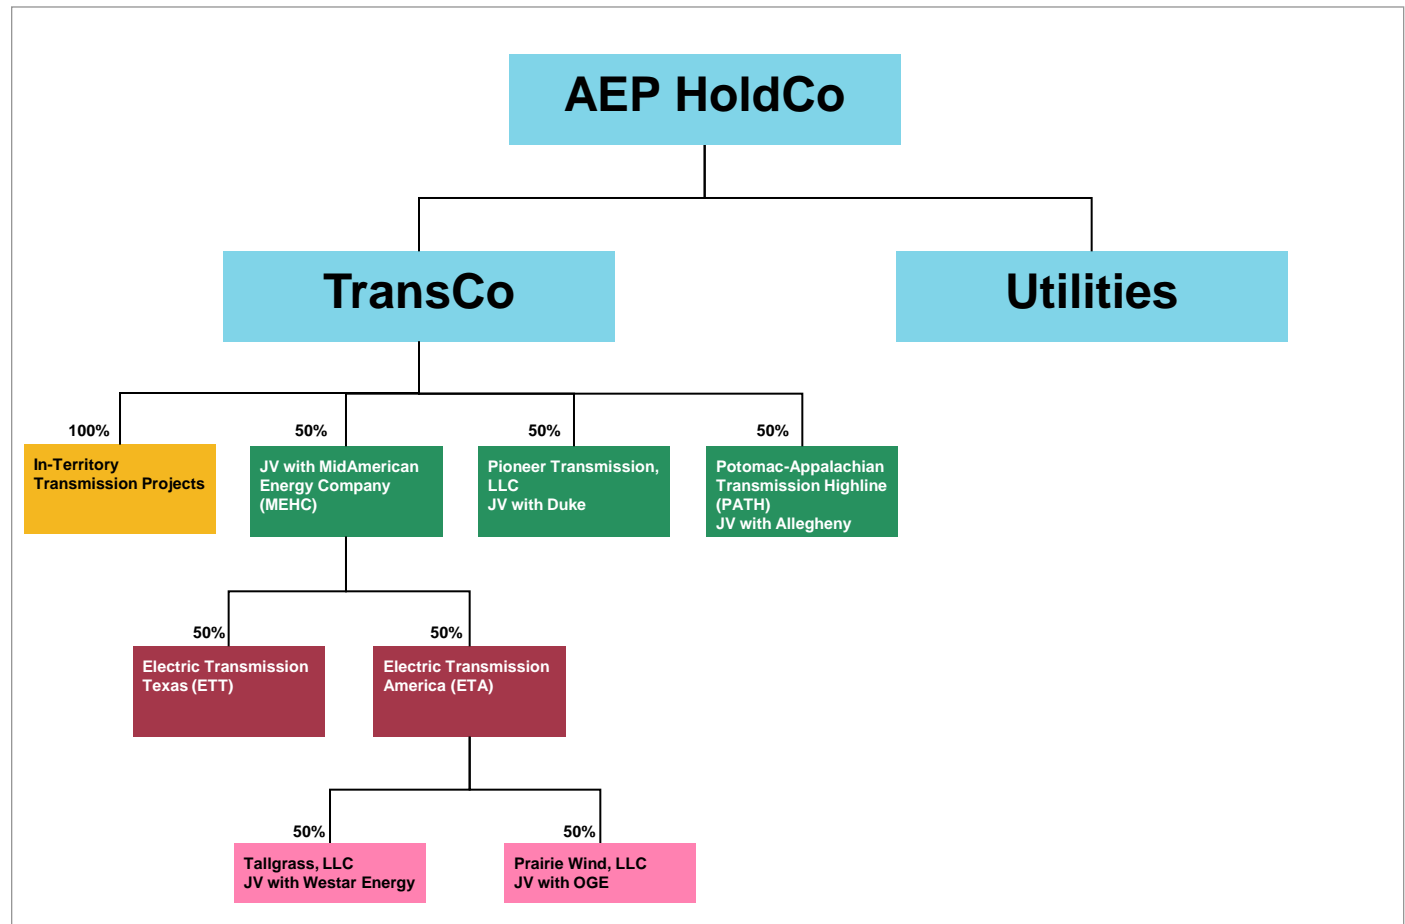 AEP HoldCo
TransCo
Utilities
100%
50%
50%
50%
In-Territory
Transmission Projects
JV with MidAmerican
Energy Company
(MEHC)
Pioneer Transmission,
LLC
JV with Duke
Potomac-Appalachian
Transmission Highline
(PATH)
JV with Allegheny
50%
50%
Electric Transmission
Texas (ETT)
Electric Transmission
America (ETA)
50%
50%
Tallgrass, LLC
JV with Westar Energy
Prairie Wind, LLC
JV with OGE